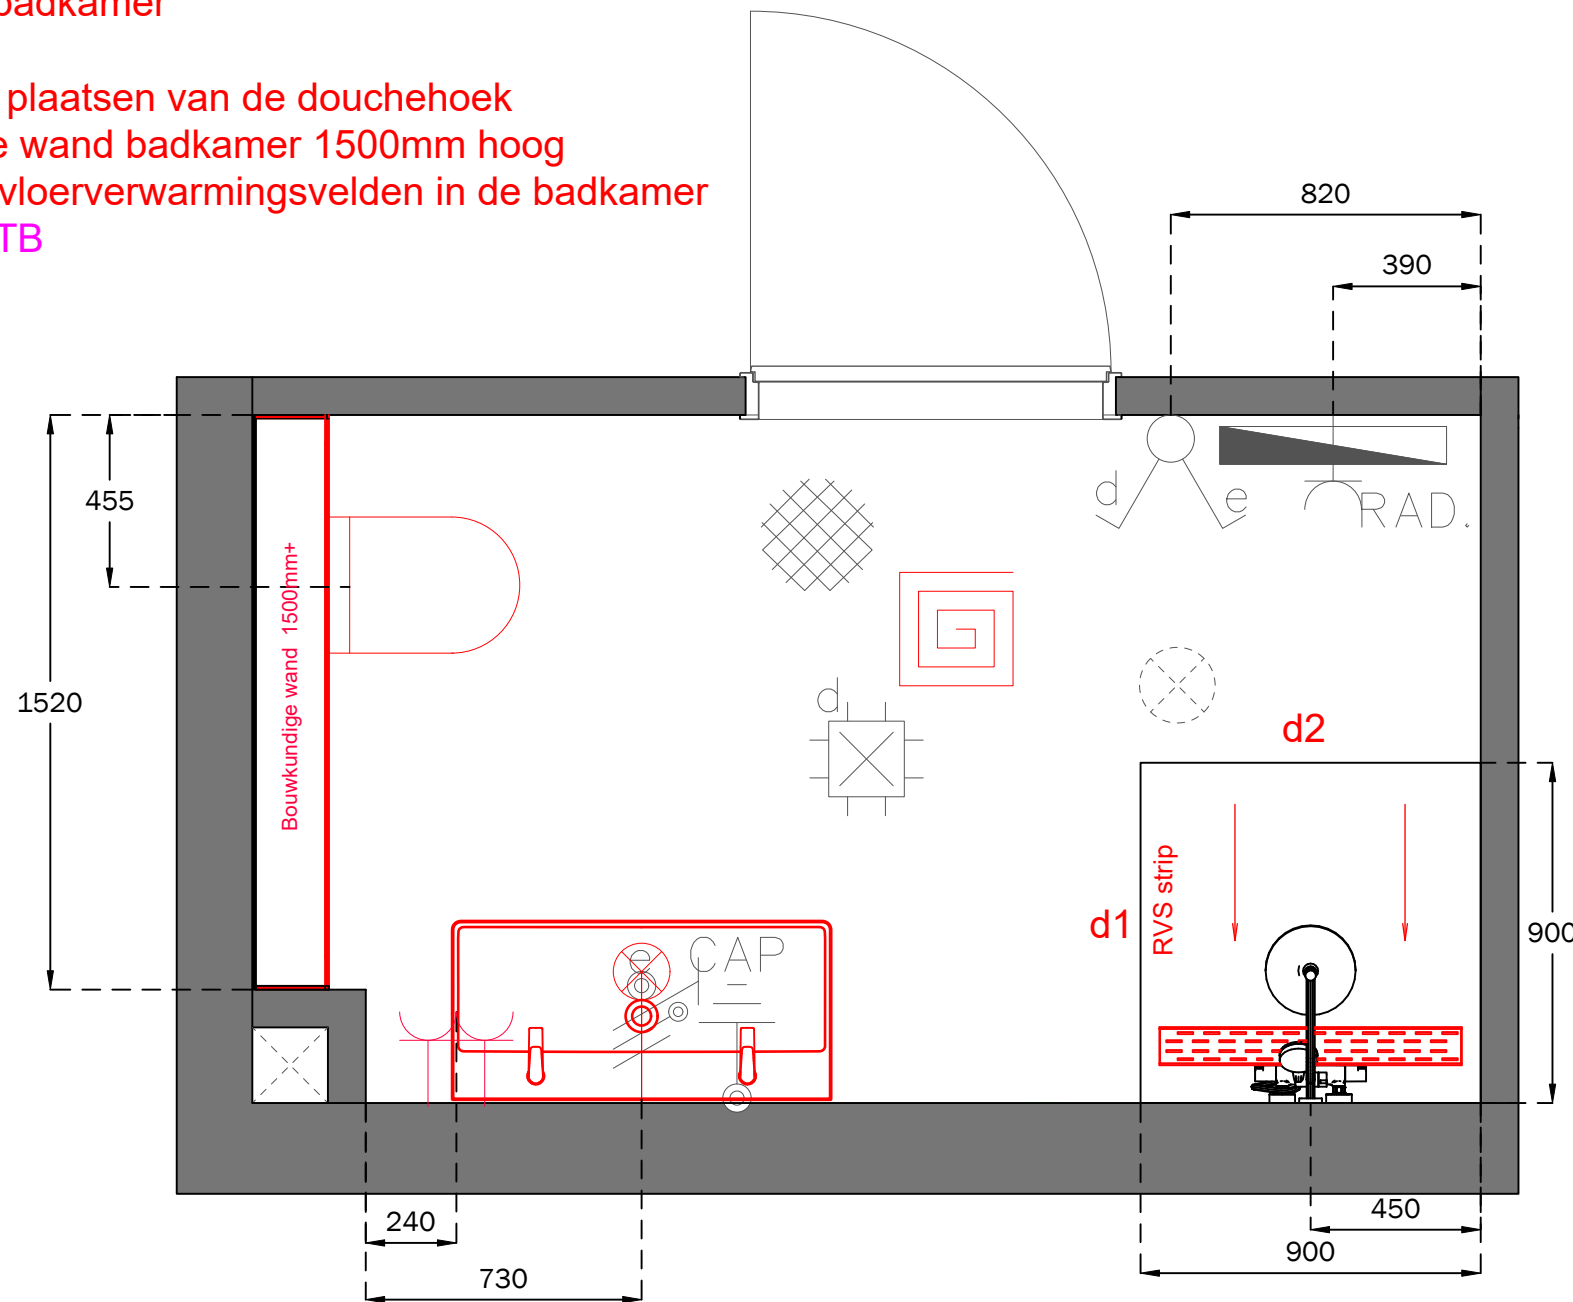 badkamer
plaatsen van de douchehoek
e wand badkamer 1500mm hoog
vloerverwarmingsvelden in de badkamer
TB
820
390
455
1520
Bouwkundige wand 1500mm+
d
e
RAD.
d
d2
d1
RVS strip
900
e
CAP
240
730
450
900